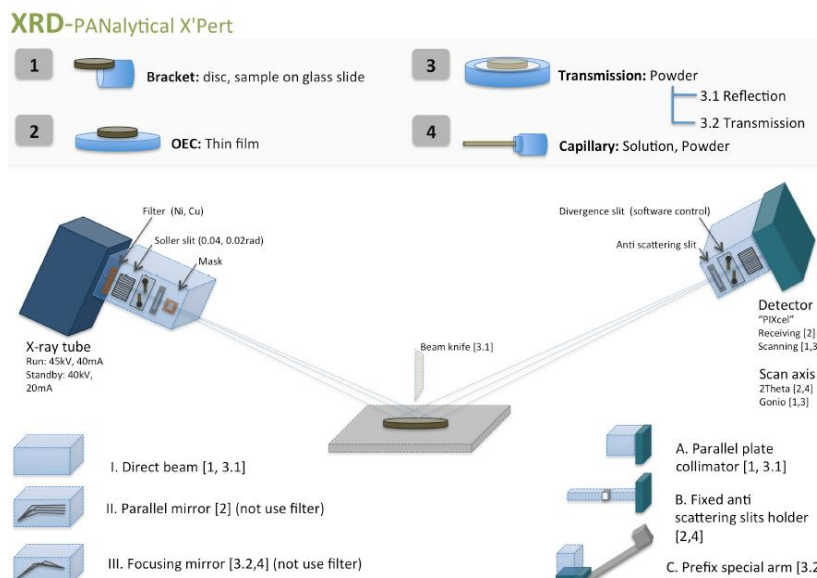 XRD-PANalytical X'Pert
1
Bracket: disc, sample on glass slide
2
OEC: Thin film
3
Transmission: Powder
3.1 Reflection
3.2 Transmission
4
Capillary: Solution, Powder
Filter (Ni, Cu)
Soller slit (0.04, 0.02rad)
Mask
X-ray tube
Run: 45kV, 40mA
Standby: 40kV,
20mA
Beam knife [3.1]
Divergence slit (software control)
Anti scattering slit
Detector
"PIXcel"
Receiving [2]
Scanning [1,3
Scan axis
2Theta [2,4]
Gonio [1,3]
I. Direct beam [1, 3.1]
II. Parallel mirror [2] (not use filter)
III. Focusing mirror [3.2,4] (not use filter)
A. Parallel plate
collimator [1, 3.1]
B. Fixed anti
scattering slits holder
[2,4]
C. Prefix special arm [3.2